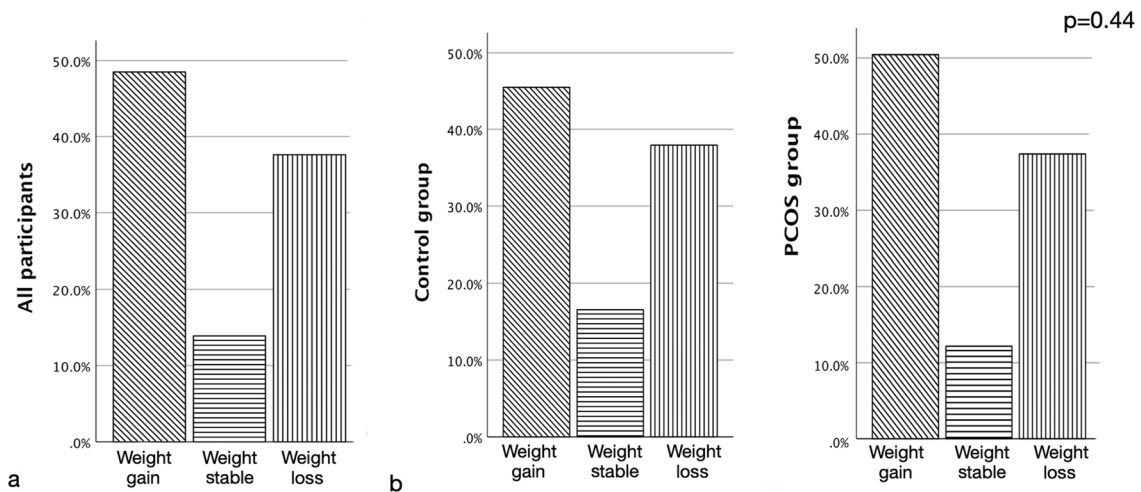 p=0.44
All participants
50.0%
40.0%
30.0%
20.0%
10.0%
.0%
Weight gain
Weight stable
Weight loss
a
Control group
50.0%
40.0%
30.0%
20.0%
10.0%
.0%
Weight gain
Weight stable
Weight loss
b
PCOS group
50.0%
40.0%
30.0%
20.0%
10.0%
.0%
Weight gain
Weight stable
Weight loss